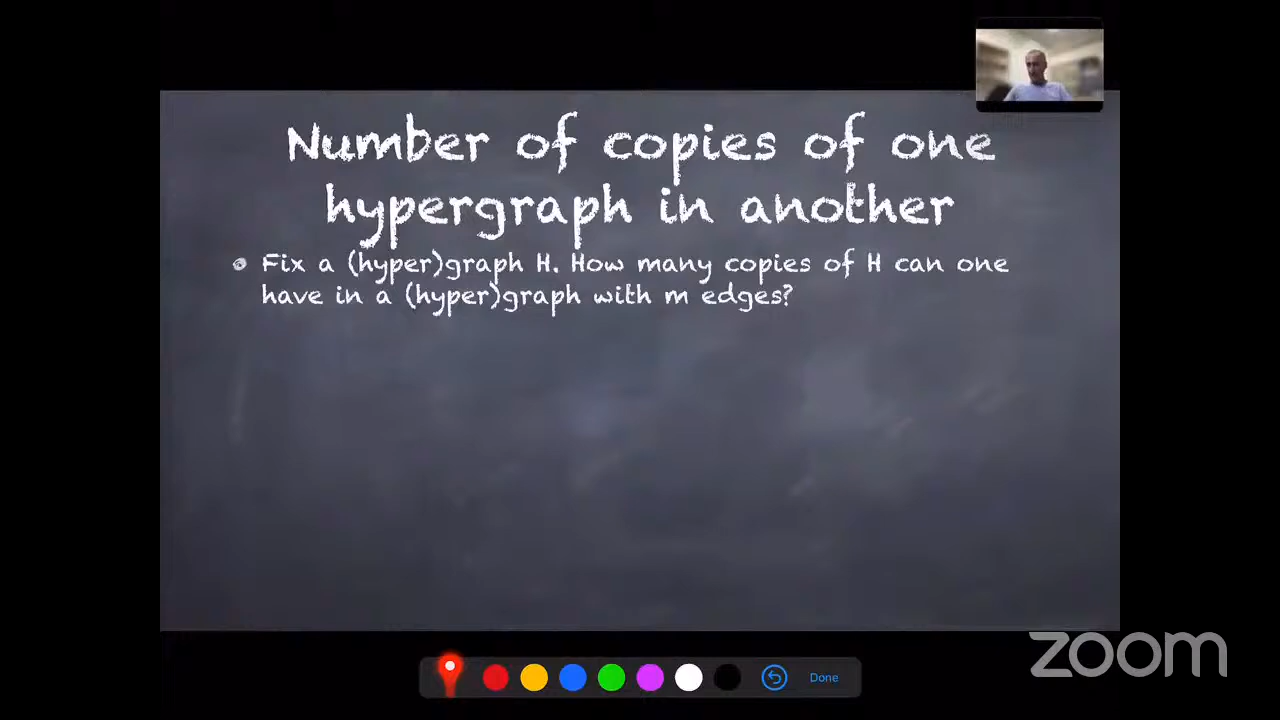 Number of copies of one
hypergraph in another
Fix a (hyper)graph H. How many copies of H can one
have in a (hyper)graph with m edges?
Done
zoom